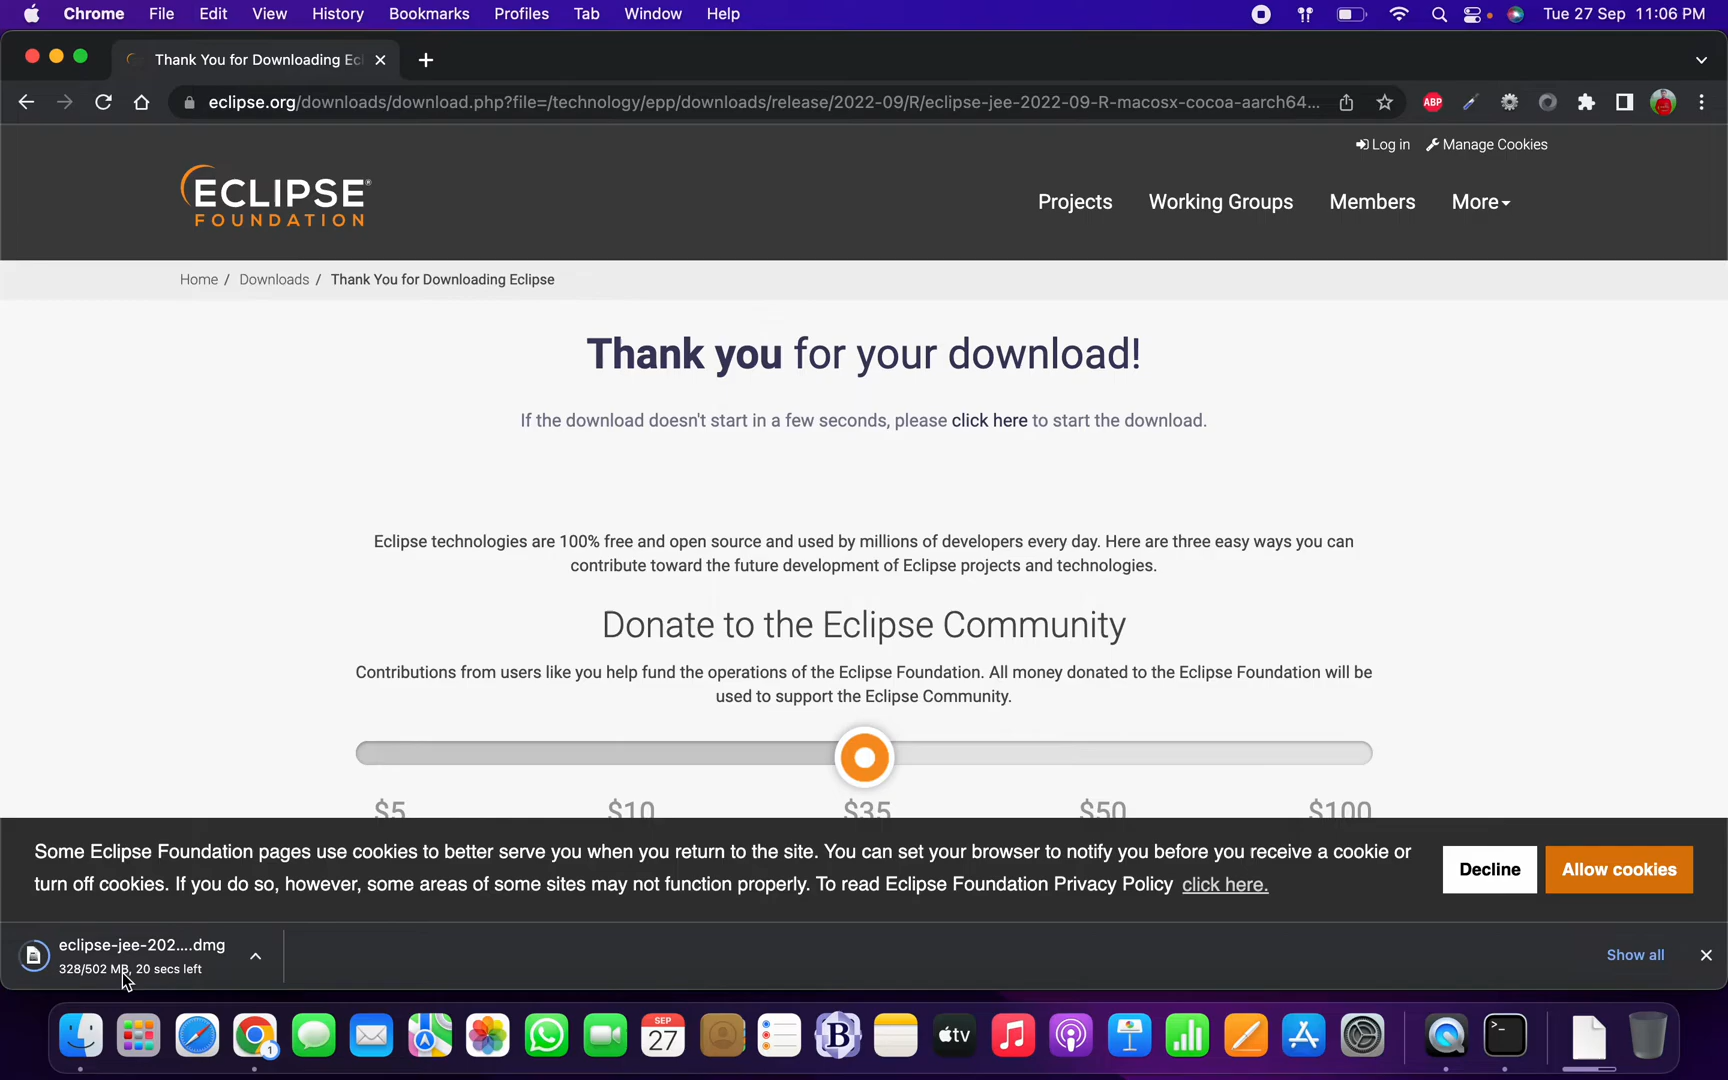 Chrome File Edit View History Bookmarks Profiles Tab Window Help Tue 27 Sep 11:06 PM
Thank You for Downloading Ecl
eclipse.org/downloads/download.php?file=/technology/epp/downloads/release/2022-09/R/eclipse-jee-2022-09-R-macosx-cocoa-aarch64... ABP
Log in Manage Cookies
ECLIPSE®
FOUNDATION
Projects Working Groups Members More
Home / Downloads / Thank You for Downloading Eclipse
Thank you for your download!
If the download doesn't start in a few seconds, please click here to start the download.
Eclipse technologies are 100% free and open source and used by millions of developers every day. Here are three easy ways you can
contribute toward the future development of Eclipse projects and technologies.
Donate to the Eclipse Community
Contributions from users like you help fund the operations of the Eclipse Foundation. All money donated to the Eclipse Foundation will be
used to support the Eclipse Community.
$5 $10 $35 $50 $100
Some Eclipse Foundation pages use cookies to better serve you when you return to the site. You can set your browser to notify you before you receive a cookie or
turn off cookies. If you do so, however, some areas of some sites may not function properly. To read Eclipse Foundation Privacy Policy click here.
Decline Allow cookies
eclipse-jee-202....dmg
328/502 MB, 20 secs left
Show all
1 SEP
27 B tv >_